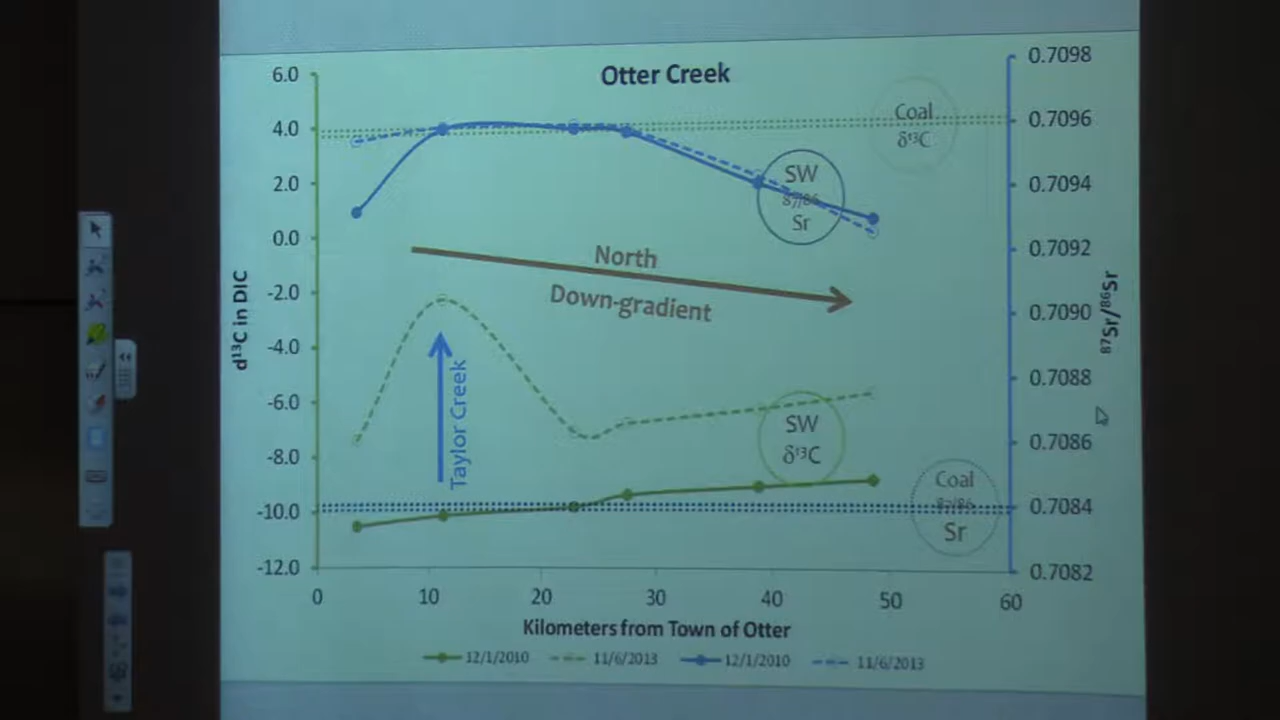 Otter Creek
6.0
4.0
2.0
0.0
-2.0
-4.0
-6.0
-8.0
-10.0
-12.0
d¹³C in DIC
0.7098
0.7096
0.7094
0.7092
0.7090
0.7088
0.7086
0.7084
0.7082
⁸⁷Sr/⁸⁶Sr
Coal
δ¹³C
SW
87/86
Sr
North
Down-gradient
Taylor Creek
SW
δ¹³C
Coal
87/86
Sr
0 10 20 30 40 50 60
Kilometers from Town of Otter
12/1/2010 11/6/2013 12/1/2010 11/6/2013